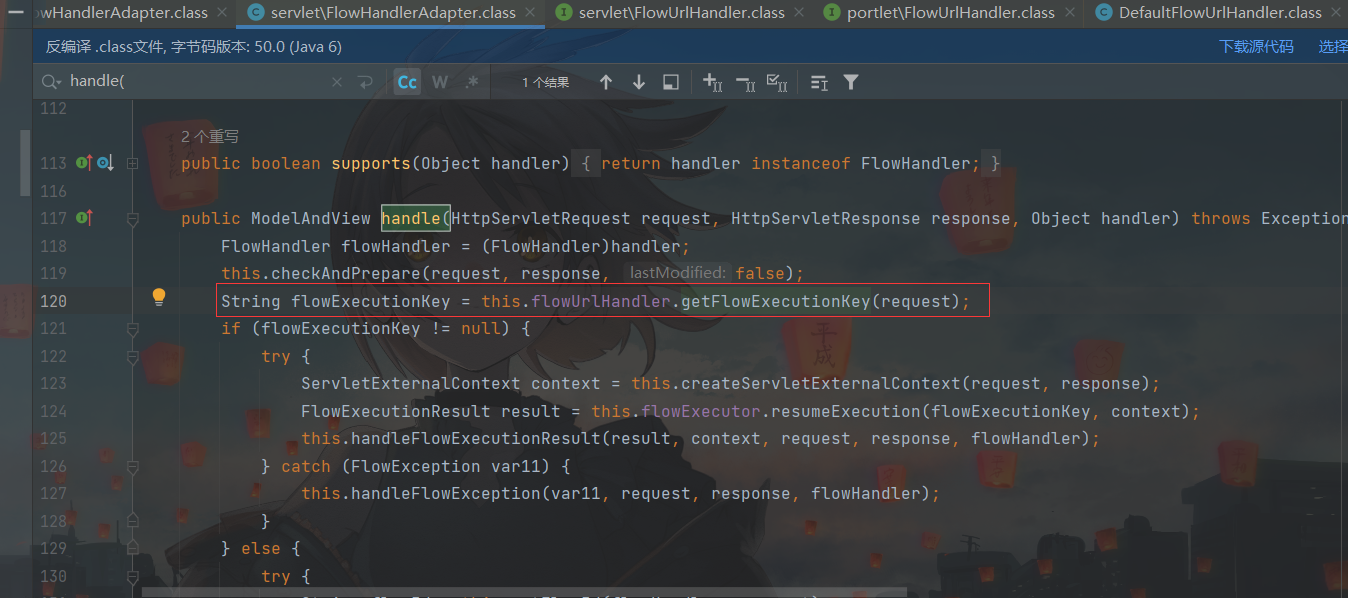 owHandlerAdapter.class × servlet\FlowHandlerAdapter.class × servlet\FlowUrlHandler.class × portlet\FlowUrlHandler.class × DefaultFlowUrlHandler.class ×
反编译 .class文件, 字节码版本: 50.0 (Java 6) 下载源代码 选择
handle( × Cc W .* 1 个结果
112
2 个重写
113 public boolean supports(Object handler) { return handler instanceof FlowHandler; }
116
117 public ModelAndView handle(HttpServletRequest request, HttpServletResponse response, Object handler) throws Exception
118 FlowHandler flowHandler = (FlowHandler)handler;
119 this.checkAndPrepare(request, response, lastModified: false);
120 String flowExecutionKey = this.flowUrlHandler.getFlowExecutionKey(request);
121 if (flowExecutionKey != null) {
122 try {
123 ServletExternalContext context = this.createServletExternalContext(request, response);
124 FlowExecutionResult result = this.flowExecutor.resumeExecution(flowExecutionKey, context);
125 this.handleFlowExecutionResult(result, context, request, response, flowHandler);
126 } catch (FlowException var11) {
127 this.handleFlowException(var11, request, response, flowHandler);
128 }
129 } else {
130 try {
平成